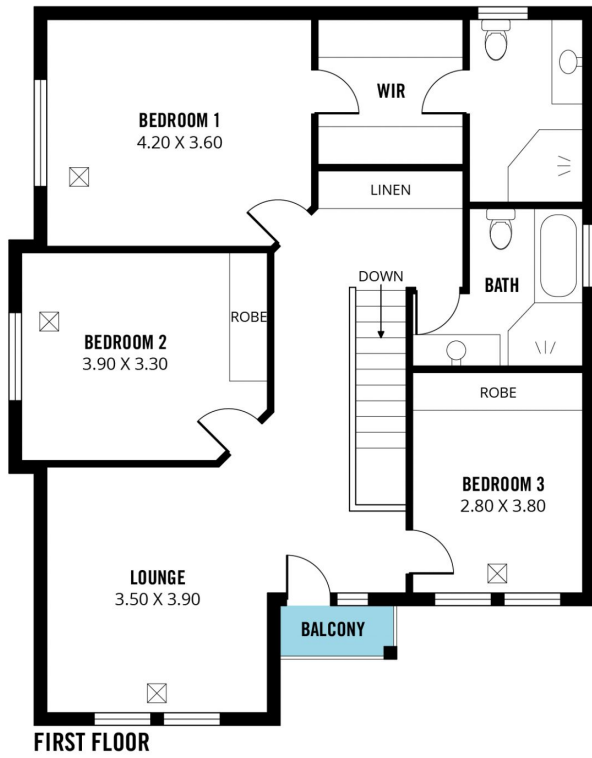 WIR
BEDROOM 1
4.20 X 3.60
LINEN
DOWN
BATH
ROBE
BEDROOM 2
3.90 X 3.30
ROBE
BEDROOM 3
2.80 X 3.80
LOUNGE
3.50 X 3.90
BALCONY
FIRST FLOOR